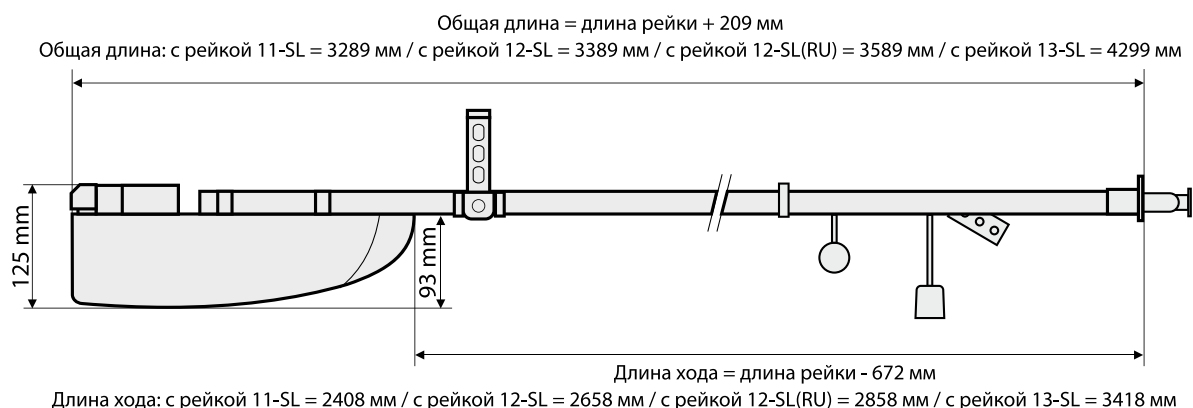 Общая длина = длина рейки + 209 мм
Общая длина: с рейкой 11-SL = 3289 мм / с рейкой 12-SL = 3389 мм / с рейкой 12-SL(RU) = 3589 мм / с рейкой 13-SL = 4299 мм
125 mm
93 mm
Длина хода = длина рейки - 672 мм
Длина хода: с рейкой 11-SL = 2408 мм / с рейкой 12-SL = 2658 мм / с рейкой 12-SL(RU) = 2858 мм / с рейкой 13-SL = 3418 мм